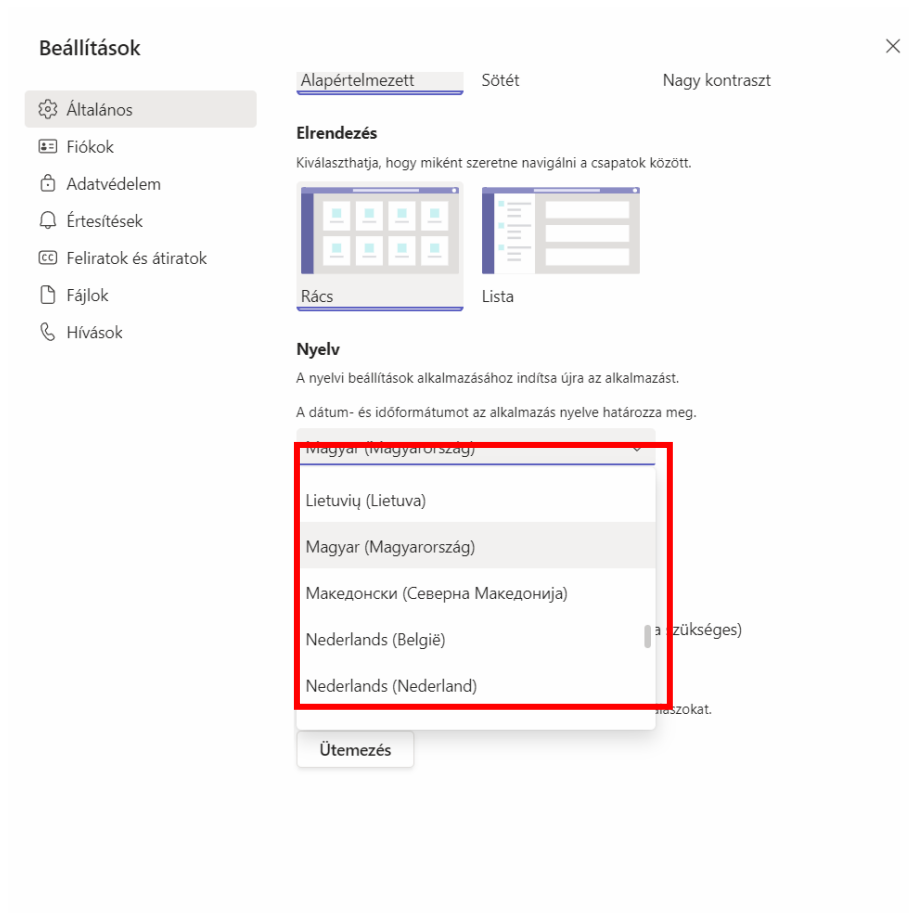 Beállítások
Általános
Fiókok
Adatvédelem
Értesítések
CC Feliratok és átiratok
Fájlok
Hívások
Alapértelmezett Sötét Nagy kontraszt
Elrendezés
Kiválaszthatja, hogy miként szeretne navigálni a csapatok között.
Rács Lista
Nyelv
A nyelvi beállítások alkalmazásához indítsa újra az alkalmazást.
A dátum- és időformátumot az alkalmazás nyelve határozza meg.
Magyar (Magyarország)
Lietuvių (Lietuva)
Magyar (Magyarország)
Македонски (Северна Македонија)
Nederlands (België)
szükséges)
Nederlands (Nederland)
Ütemezés